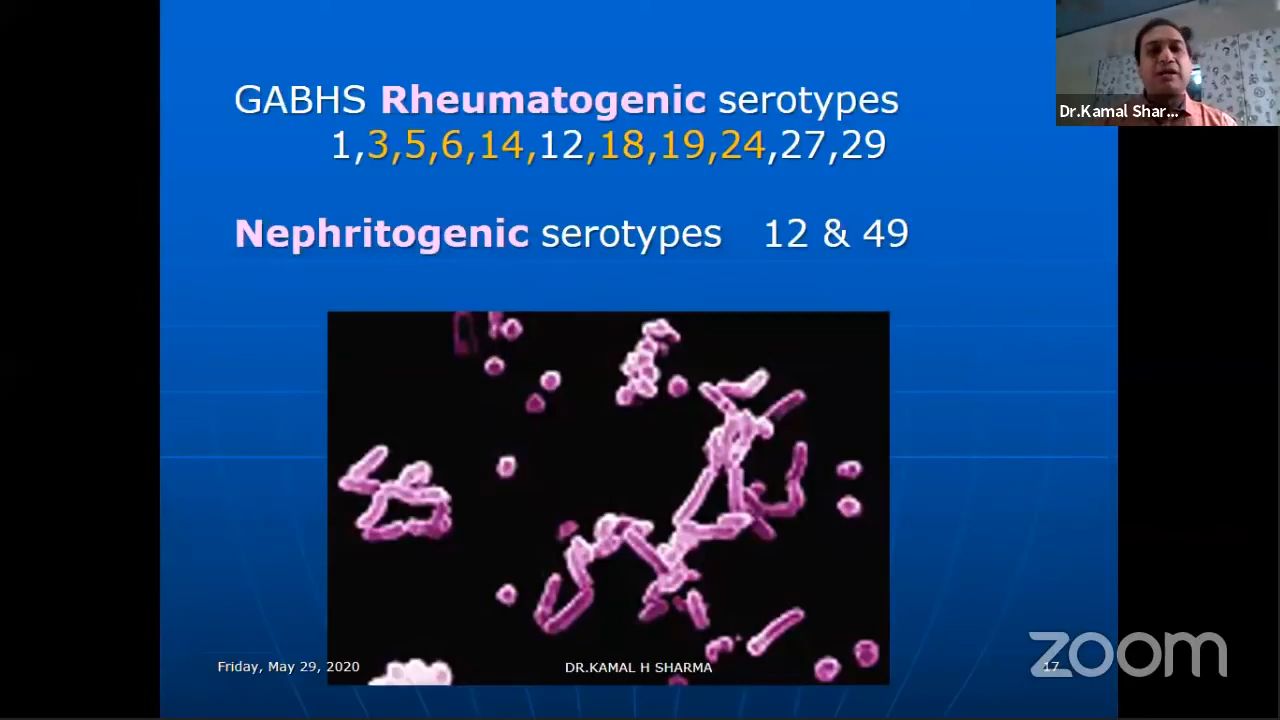 GABHS Rheumatogenic serotypes
1,3,5,6,14,12,18,19,24,27,29
Nephritogenic serotypes 12 & 49
Dr.Kamal Shar...
Friday, May 29, 2020
DR.KAMAL H SHARMA
17
zoom